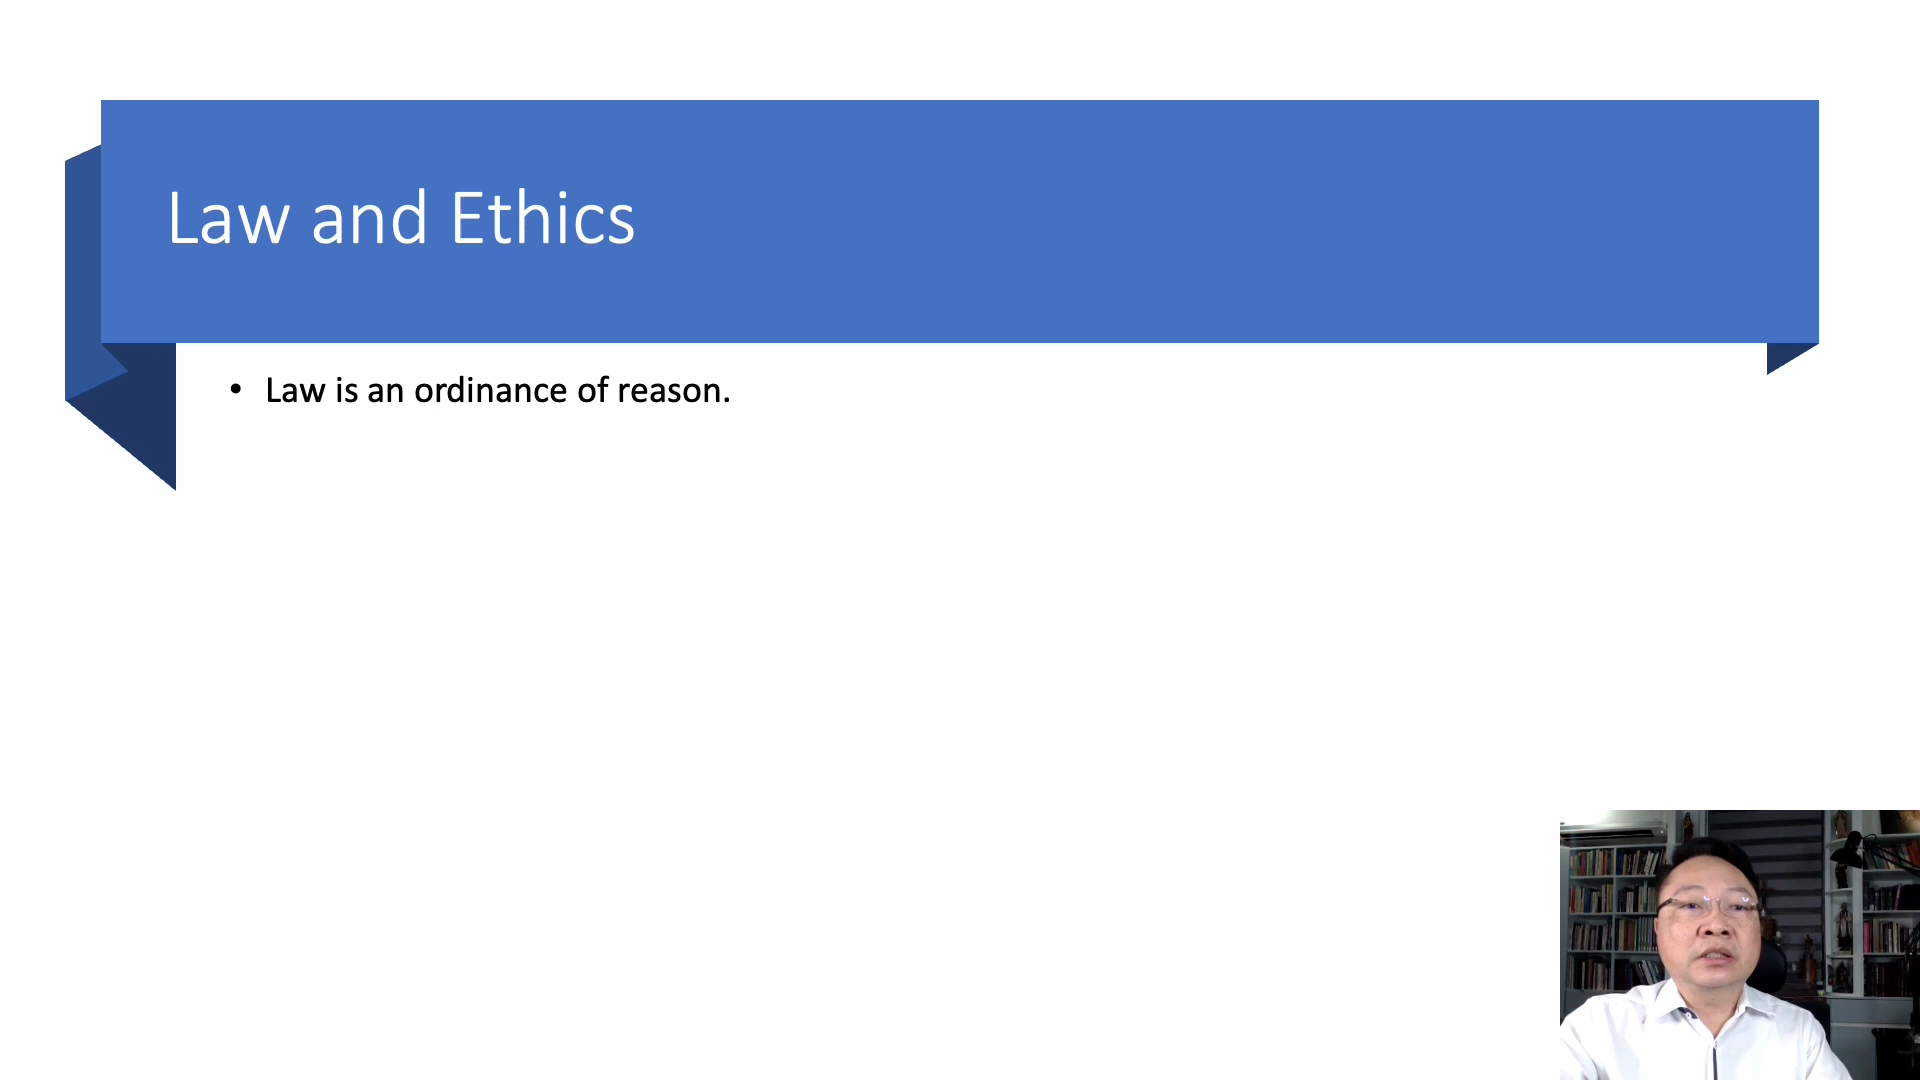 Law and Ethics
• Law is an ordinance of reason.